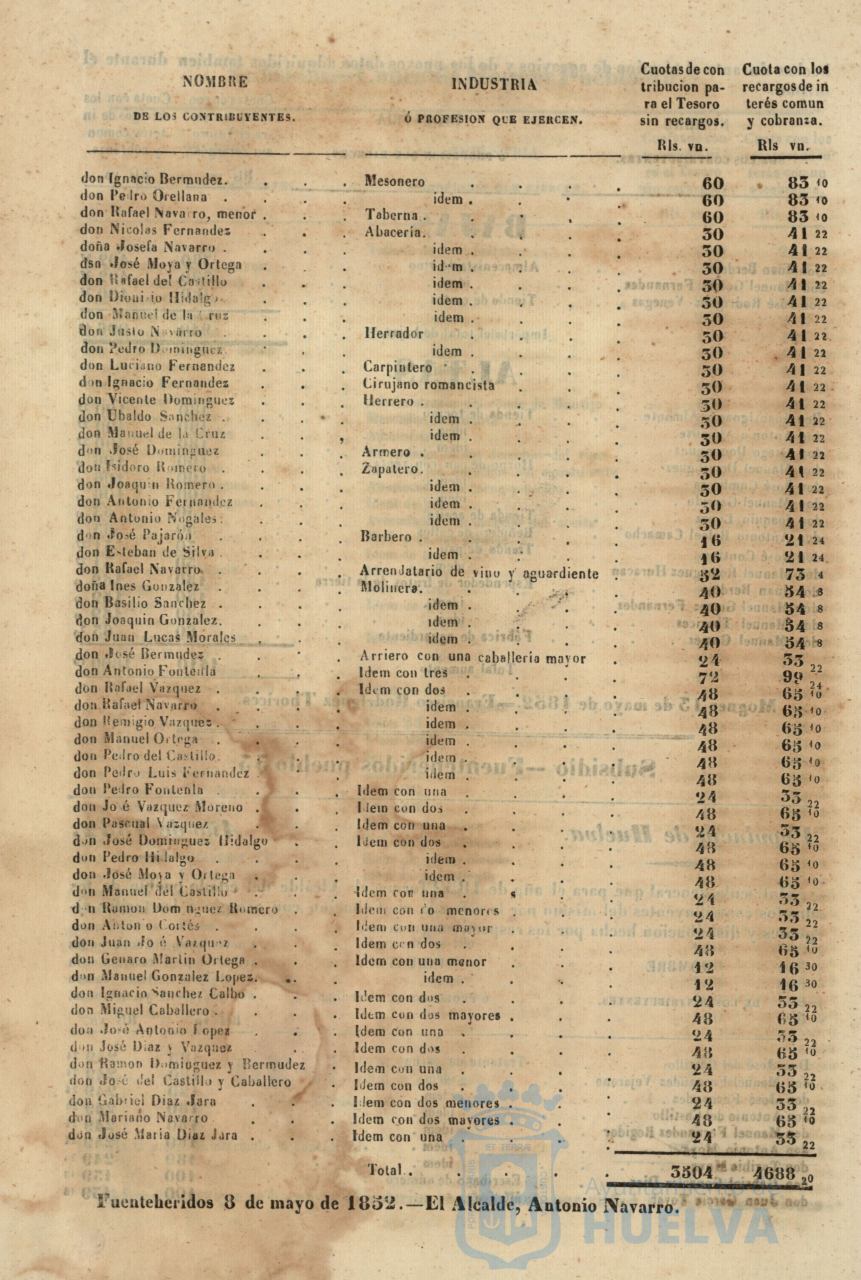 NOMBRE DE LOS CONTRIBUYENTES. INDUSTRIA Ó PROFESION QUE EJERCEN. Cuotas de contribucion para el Tesoro sin recargos. Rls. vn. Cuota con los recargos de interés comun y cobranza. Rls vn.
don Ignacio Bermudez. Mesonero 60 83 10
don Pedro Orellana . idem . 60 83 10
don Rafael Navarro, menor . Taberna . 60 83 10
don Nicolas Fernandez Abaceria. 30 41 22
doña Josefa Navarro . idem . 30 41 22
dsn José Moya y Ortega idem . 30 41 22
don Rafael del Castillo idem . 30 41 22
don Dionisio Hidalgo idem . 30 41 22
don Manuel de la Cruz idem . 30 41 22
don Justo Navarro Herrador 30 41 22
don Pedro Dominguez idem . 30 41 22
don Luciano Fernandez Carpintero 30 41 22
don Ignacio Fernandez Cirujano romancista 30 41 22
don Vicente Dominguez Herrero . 30 41 22
don Ubaldo Sanchez . idem . 30 41 22
don Manuel de la Cruz idem . 30 41 22
don José Dominguez Armero . 30 41 22
don Isidoro Romero . Zapatero. 30 41 22
don Joaquin Romero . idem . 30 41 22
don Antonio Fernandez idem . 30 41 22
don Antonio Nogales. idem . 30 41 22
don José Pajarón Barbero . 16 21 24
don Esteban de Silva . idem . 16 21 24
don Rafael Navarro. Arrendatario de vino y aguardiente 52 73 4
doña Ines Gonzalez Molinera. 40 54 8
don Basilio Sanchez . idem . 40 54 8
don Joaquin Gonzalez. idem . 40 54 8
don Juan Lucas Morales idem . 40 54 8
don José Bermudez . Arriero con una caballeria mayor 24 33 22
don Antonio Fontenla Idem con tres 72 99 24
don Rafael Vazquez . Idem con dos 48 65 10
don Rafael Navarro . idem . 48 65 10
don Remigio Vazquez . idem . 48 65 10
don Manuel Ortega . idem . 48 65 10
don Pedro del Castillo. idem . 48 65 10
don Pedro Luis Fernandez idem . 48 65 10
don Pedro Fontenla Idem con una 24 33 22
don José Vazquez Moreno . Idem con dos 48 65 10
don Pascual Vazquez Idem con una . 24 33 22
don José Dominguez Hidalgo Idem con dos 48 65 10
don Pedro Hidalgo idem . 48 65 10
don José Moya y Ortega idem . 48 65 10
don Manuel del Castillo Idem con una 24 33 22
don Ramon Dominguez Romero . Idem con do menores . 24 33 22
don Antonio Cortés . Idem con una mayor 24 33 22
don Juan José Vazquez Idem con dos 48 65 10
don Genaro Martin Ortega . Idem con una menor 12 16 30
don Manuel Gonzalez Lopez. idem . 12 16 30
don Ignacio Sanchez Calbo . Idem con dos 24 33 22
don Miguel Caballero . Idem con dos mayores . 48 65 10
don José Antonio Lopez Idem con una 24 33 22
don José Diaz y Vazquez Idem con dos 48 65 10
don Ramon Dominguez y Bermudez Idem con una 24 33 22
don José del Castillo y Caballero Idem con dos 48 65 10
don Gabriel Diaz Jara Idem con dos menores . 24 33 22
don Mariano Navarro Idem con dos mayores . 48 65 10
don José Maria Diaz Jara . Idem con una 24 33 22
Total . 3504 4688 20
Fuenteheridos 8 de mayo de 1852.—El Alcalde, Antonio Navarro.
HUELVA